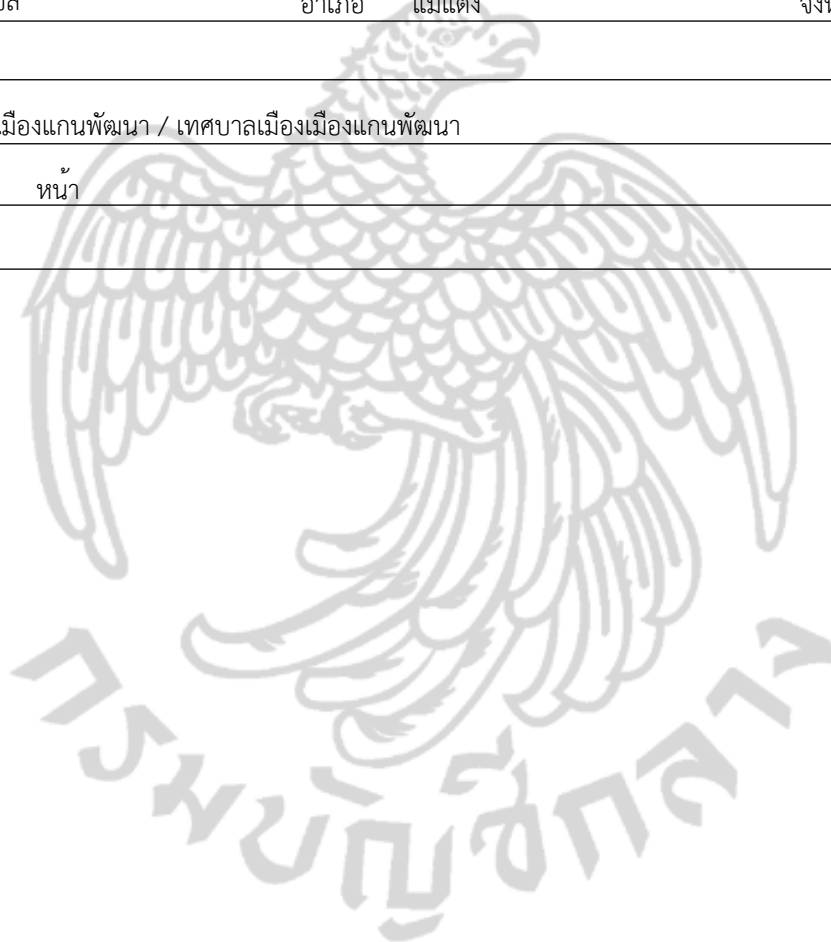 อำเภอ แม่แตง
เมืองแกนพัฒนา / เทศบาลเมืองเมืองแกนพัฒนา
หน้า
กรมบัญชีกลาง